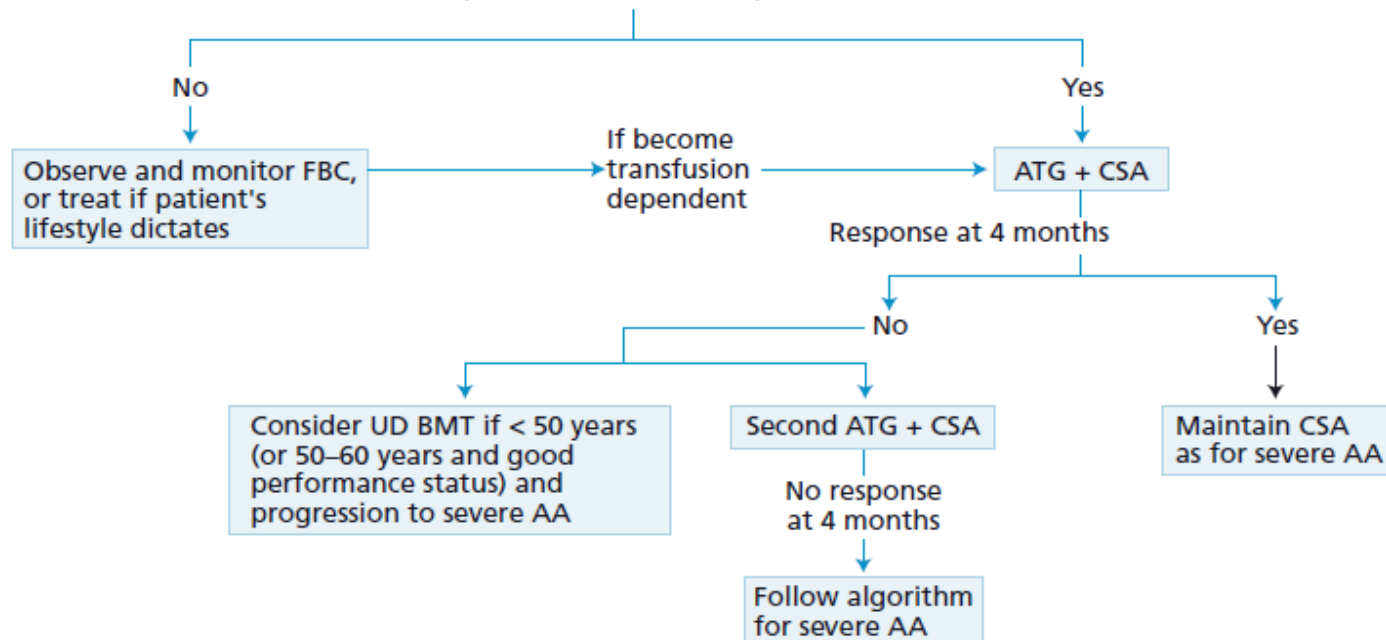 No
Yes
Observe and monitor FBC,
or treat if patient's
lifestyle dictates
If become
transfusion
dependent
ATG + CSA
Response at 4 months
No
Yes
Consider UD BMT if < 50 years
(or 50–60 years and good
performance status) and
progression to severe AA
Second ATG + CSA
No response
at 4 months
Follow algorithm
for severe AA
Maintain CSA
as for severe AA